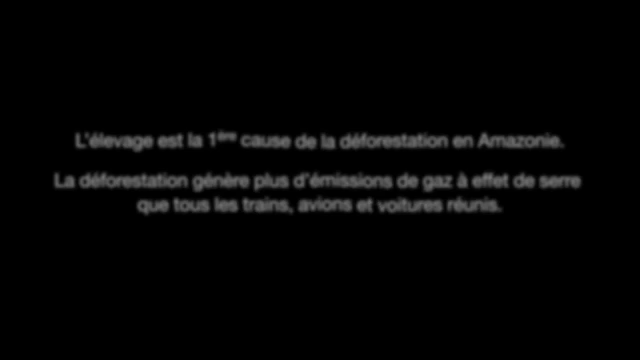 L'élevage est la 1ère cause de la déforestation en Amazonie.
La déforestation génère plus d'émissions de gaz à effet de serre
que tous les trains, avions et voitures réunis.